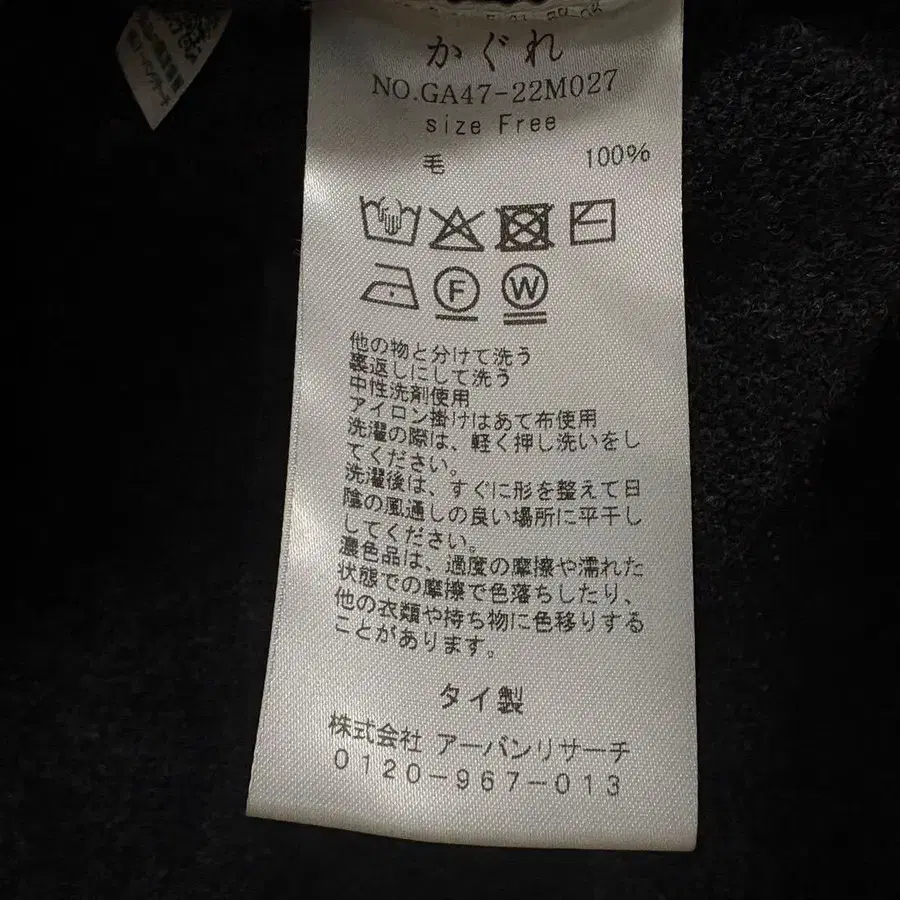 かぐれ
NO.GA47-22M027
size Free
毛 100%
F W
他の物と分けて洗う
裏返しにして洗う
中性洗剤使用
アイロン掛けはあて布使用
洗濯の際は、軽く押し洗いをし
てください。
洗濯後は、すぐに形を整えて日
陰の風通しの良い場所に平干し
してください。
濃色品は、過度の摩擦や濡れた
状態での摩擦で色落ちしたり、
他の衣類や持ち物に色移りする
ことがあります。
タイ製
株式会社 アーバンリサーチ
0120-967-013